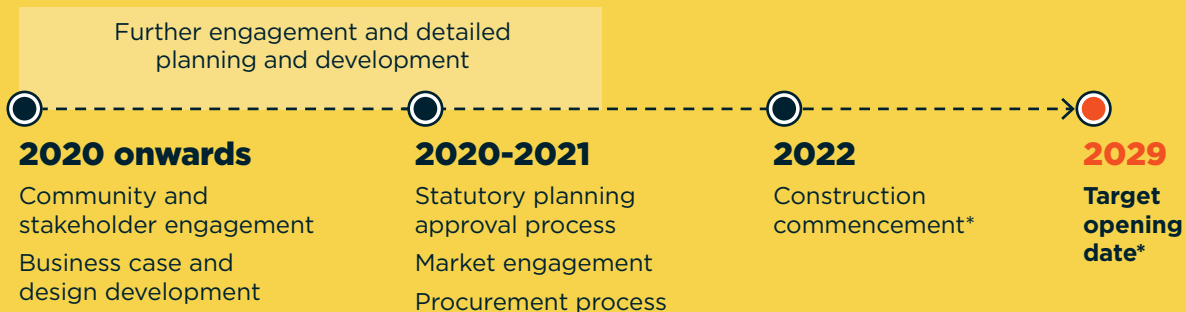 Further engagement and detailed
planning and development
2020 onwards
Community and
stakeholder engagement
Business case and
design development
2020-2021
Statutory planning
approval process
Market engagement
Procurement process
2022
Construction
commencement*
2029
Target
opening
date*